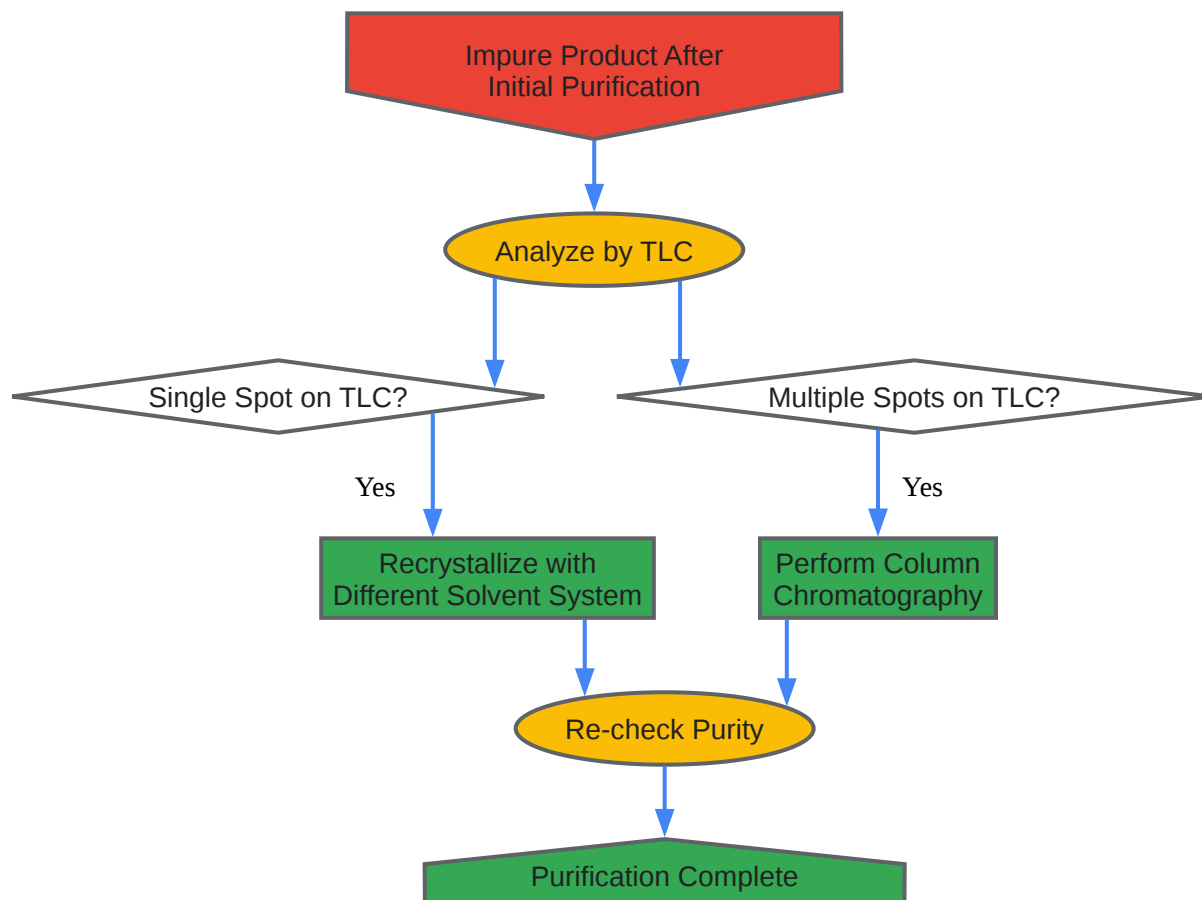 Impure Product After
Initial Purification
Analyze by TLC
Single Spot on TLC?
Multiple Spots on TLC?
Yes
Yes
Recrystallize with
Different Solvent System
Perform Column
Chromatography
Re-check Purity
Purification Complete